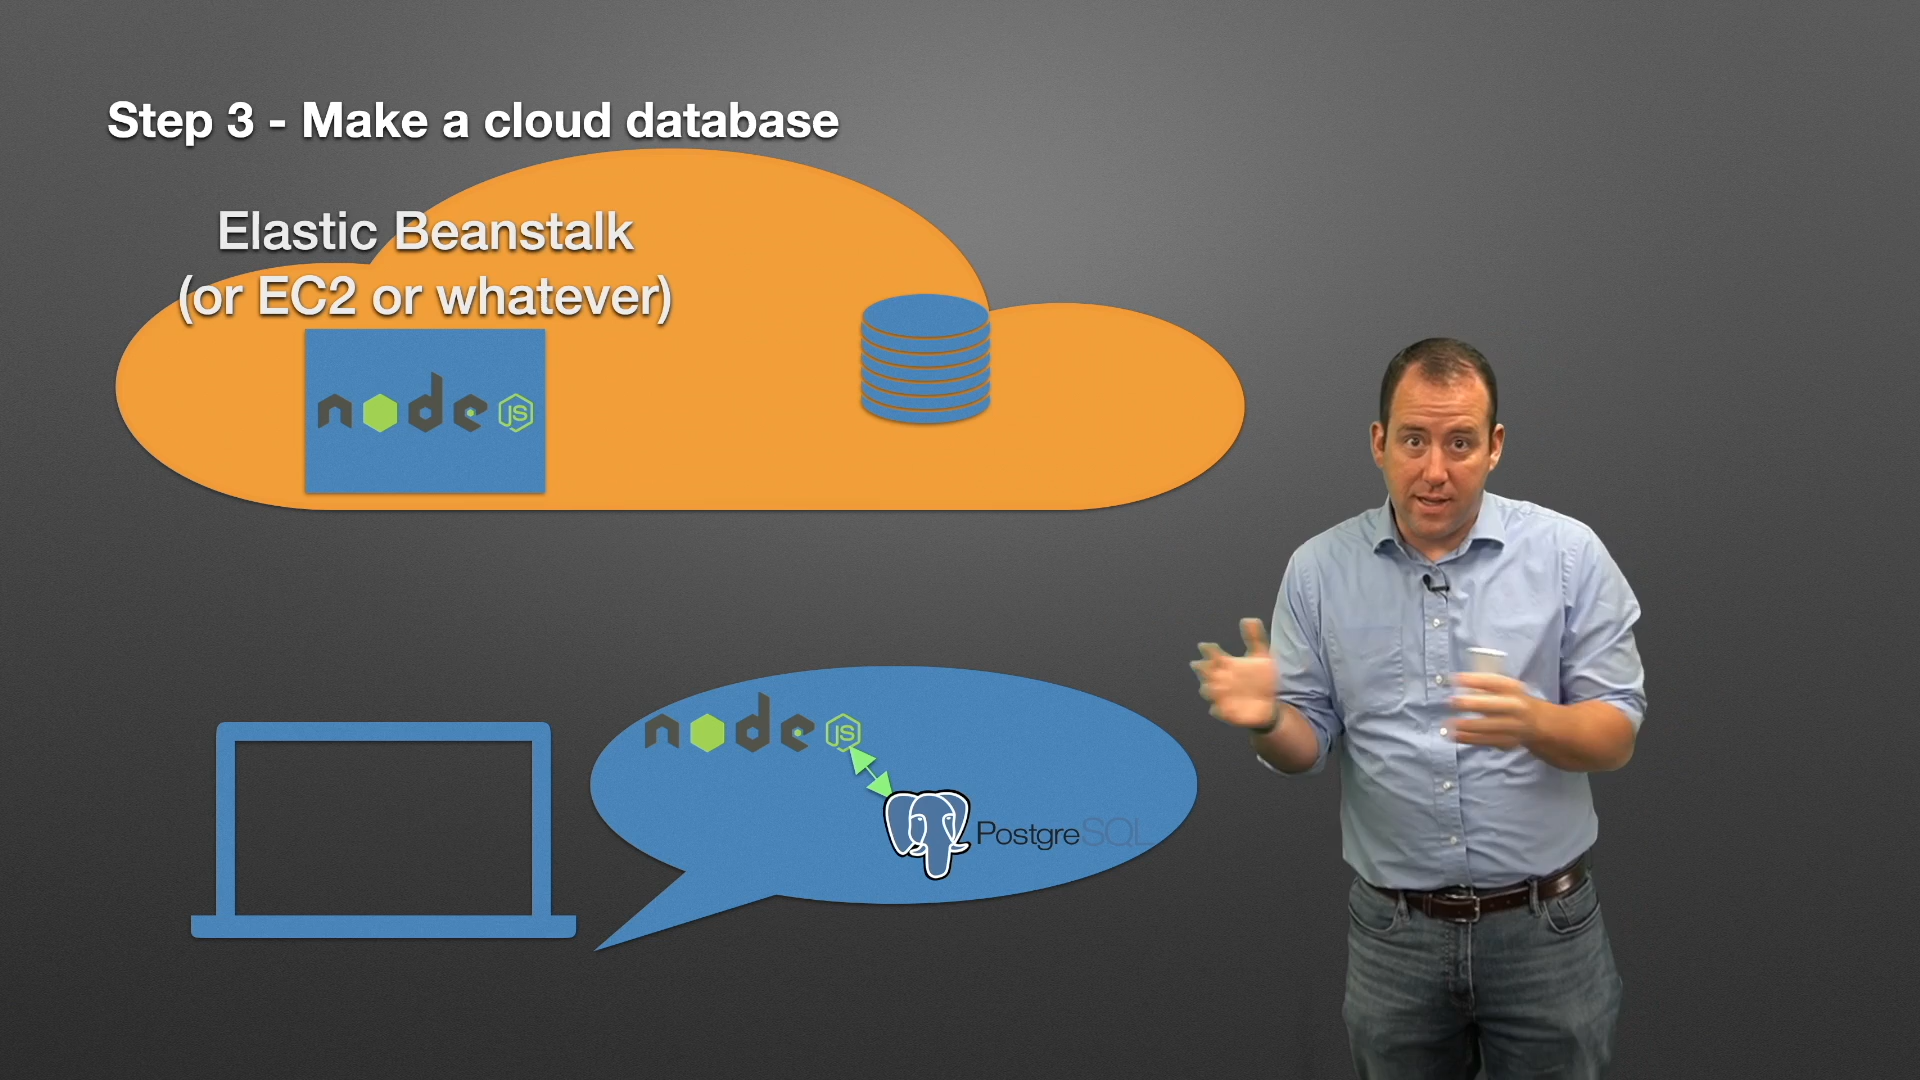 Step 3 - Make a cloud database
Elastic Beanstalk
(or EC2 or whatever)
node JS
node JS
PostgreSQL